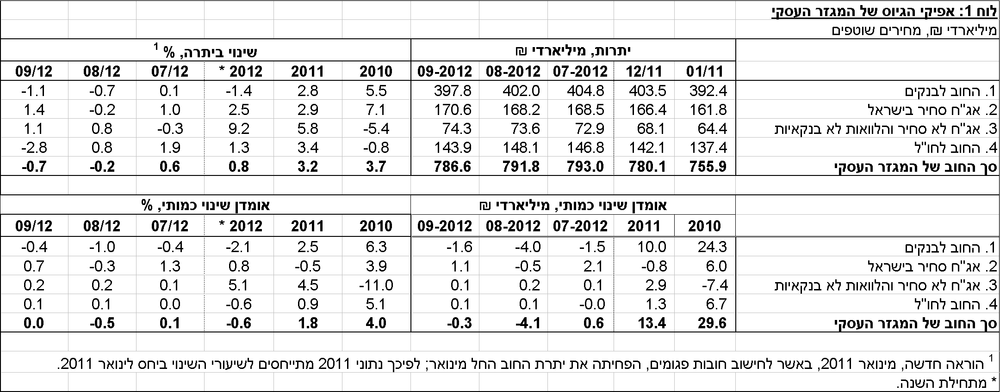 לוח 1: אפיקי הגיוס של המגזר העסקי
מיליארדי ₪, מחירים שוטפים
יתרות, מיליארדי ₪ שינוי ביתרה, % 1
01/11 12/11 07-2012 08-2012 09-2012 2010 2011 2012 * 07/12 08/12 09/12
1. החוב לבנקים 392.4 403.5 404.8 402.0 397.8 5.5 2.8 -1.4 0.1 -0.7 -1.1
2. אג"ח סחיר בישראל 161.8 166.4 168.5 168.2 170.6 7.1 2.9 2.5 1.0 -0.2 1.4
3. אג"ח לא סחיר והלוואות לא בנקאיות 64.4 68.1 72.9 73.6 74.3 -5.4 5.8 9.2 -0.3 0.8 1.1
4. החוב לחו"ל 137.4 142.1 146.8 148.1 143.9 -0.8 3.4 1.3 1.9 0.8 -2.8
סך החוב של המגזר העסקי 755.9 780.1 793.0 791.8 786.6 3.7 3.2 0.8 0.6 -0.2 -0.7
אומדן שינוי כמותי, מיליארדי ₪ אומדן שינוי כמותי, %
2010 2011 07-2012 08-2012 09-2012 2010 2011 2012 * 07/12 08/12 09/12
1. החוב לבנקים 24.3 10.0 -1.5 -4.0 -1.6 6.3 2.5 -2.1 -0.4 -1.0 -0.4
2. אג"ח סחיר בישראל 6.0 -0.8 2.1 -0.5 1.1 3.9 -0.5 0.8 1.3 -0.3 0.7
3. אג"ח לא סחיר והלוואות לא בנקאיות -7.4 2.9 0.1 0.2 0.1 -11.0 4.5 5.1 0.1 0.2 0.2
4. החוב לחו"ל 6.7 1.3 -0.0 0.1 0.1 5.1 0.9 -0.6 0.0 0.1 0.1
סך החוב של המגזר העסקי 29.6 13.4 0.6 -4.1 -0.3 4.0 1.8 -0.6 0.1 -0.5 0.0
1 הוראה חדשה, מינואר 2011, באשר לחישוב חובות פגומים, הפחיתה את יתרת החוב החל מינואר; לפיכך נתוני 2011 מתייחסים לשיעורי השינוי ביחס לינואר 2011.
* מתחילת השנה.